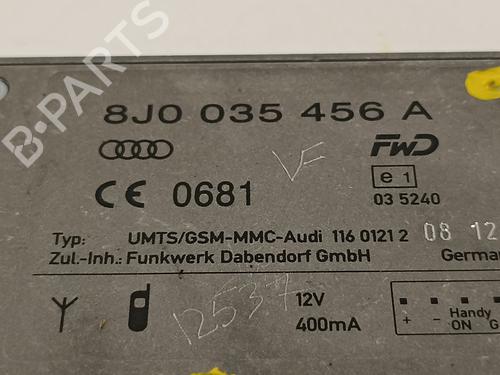 8J0 035 456 A
VF
FWD
CE 0681
e 1
03 5240
Typ: UMTS/GSM-MMC-Audi 116 0121 2 08 12
Zul.-Inh.: Funkwerk Dabendorf GmbH German
12537
12V
400mA
+ - Handy ON G
B-PARTS